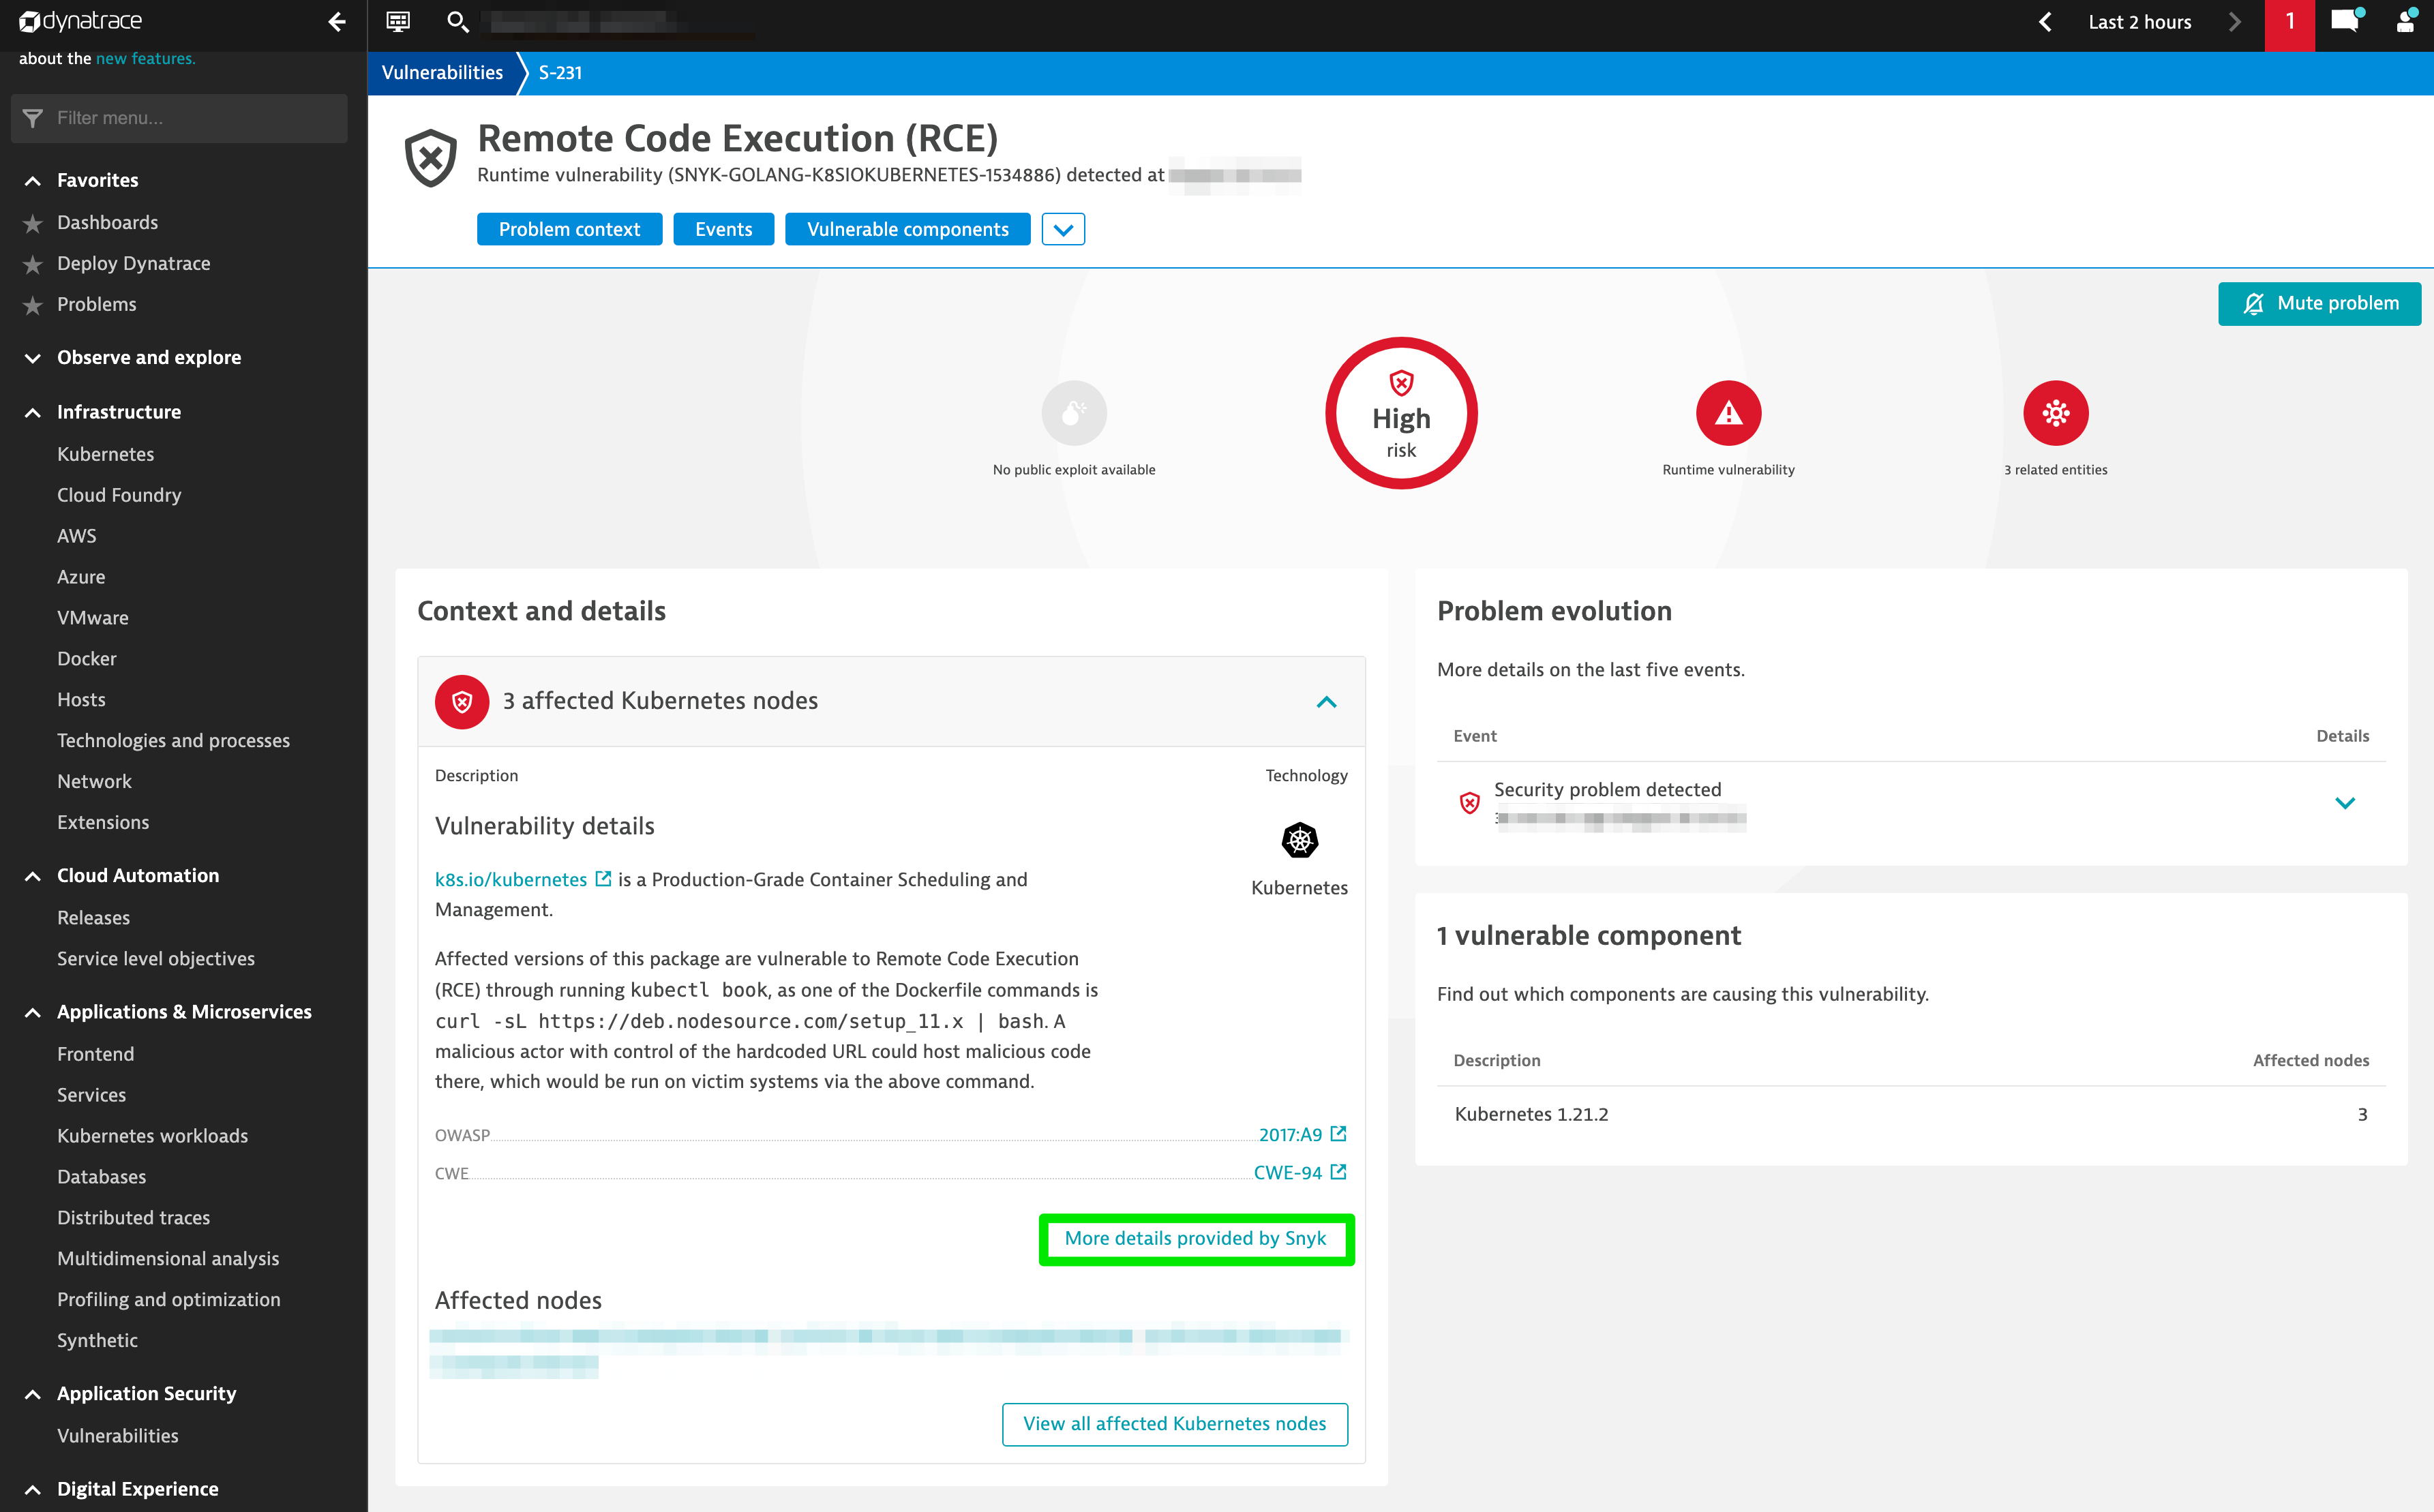 dynatrace
Last 2 hours
1
about the new features.
Filter menu...
Favorites
Dashboards
Deploy Dynatrace
Problems
Observe and explore
Infrastructure
Kubernetes
Cloud Foundry
AWS
Azure
VMware
Docker
Hosts
Technologies and processes
Network
Extensions
Cloud Automation
Releases
Service level objectives
Applications & Microservices
Frontend
Services
Kubernetes workloads
Databases
Distributed traces
Multidimensional analysis
Profiling and optimization
Synthetic
Application Security
Vulnerabilities
Digital Experience
Vulnerabilities
S-231
Remote Code Execution (RCE)
Runtime vulnerability (SNYK-GOLANG-K8SIOKUBERNETES-1534886) detected at
Problem context
Events
Vulnerable components
Mute problem
No public exploit available
High
risk
Runtime vulnerability
3 related entities
Context and details
3 affected Kubernetes nodes
Description
Technology
Vulnerability details
k8s.io/kubernetes is a Production-Grade Container Scheduling and
Management.
Kubernetes
Affected versions of this package are vulnerable to Remote Code Execution
(RCE) through running kubectl book, as one of the Dockerfile commands is
curl -sL https://deb.nodesource.com/setup_11.x | bash. A
malicious actor with control of the hardcoded URL could host malicious code
there, which would be run on victim systems via the above command.
OWASP 2017:A9
CWE CWE-94
More details provided by Snyk
Affected nodes
View all affected Kubernetes nodes
Problem evolution
More details on the last five events.
Event Details
Security problem detected
1 vulnerable component
Find out which components are causing this vulnerability.
Description Affected nodes
Kubernetes 1.21.2 3